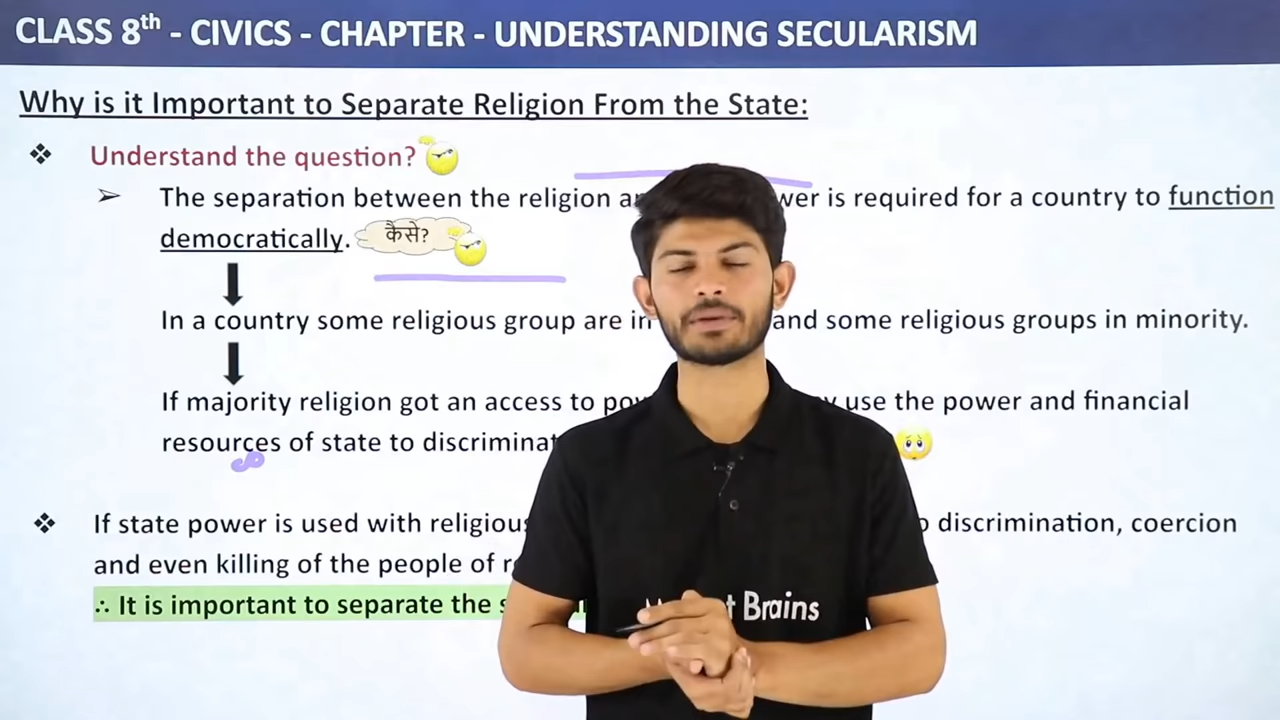 CLASS 8th - CIVICS - CHAPTER - UNDERSTANDING SECULARISM
Why is it Important to Separate Religion From the State:
❖ Understand the question?
➢ The separation between the religion is required for a country to function
democratically. कैसे?
In a country some religious group are in and some religious groups in minority.
If majority religion got an access to use the power and financial
resources of state to
❖ If state power is used with discrimination, coercion
and even killing of the people of
∴ It is important to separate the
Brains